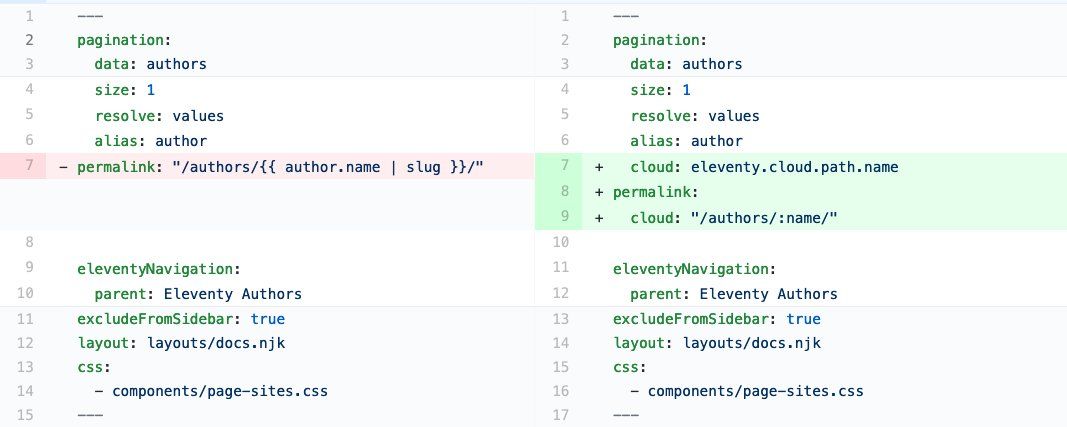 1 ---
2 pagination:
3 data: authors
4 size: 1
5 resolve: values
6 alias: author
7 - permalink: "/authors/{{ author.name | slug }}/"
8
9 eleventyNavigation:
10 parent: Eleventy Authors
11 excludeFromSidebar: true
12 layout: layouts/docs.njk
13 css:
14 - components/page-sites.css
15 ---
1 ---
2 pagination:
3 data: authors
4 size: 1
5 resolve: values
6 alias: author
7 + cloud: eleventy.cloud.path.name
8 + permalink:
9 + cloud: "/authors/:name/"
10
11 eleventyNavigation:
12 parent: Eleventy Authors
13 excludeFromSidebar: true
14 layout: layouts/docs.njk
15 css:
16 - components/page-sites.css
17 ---